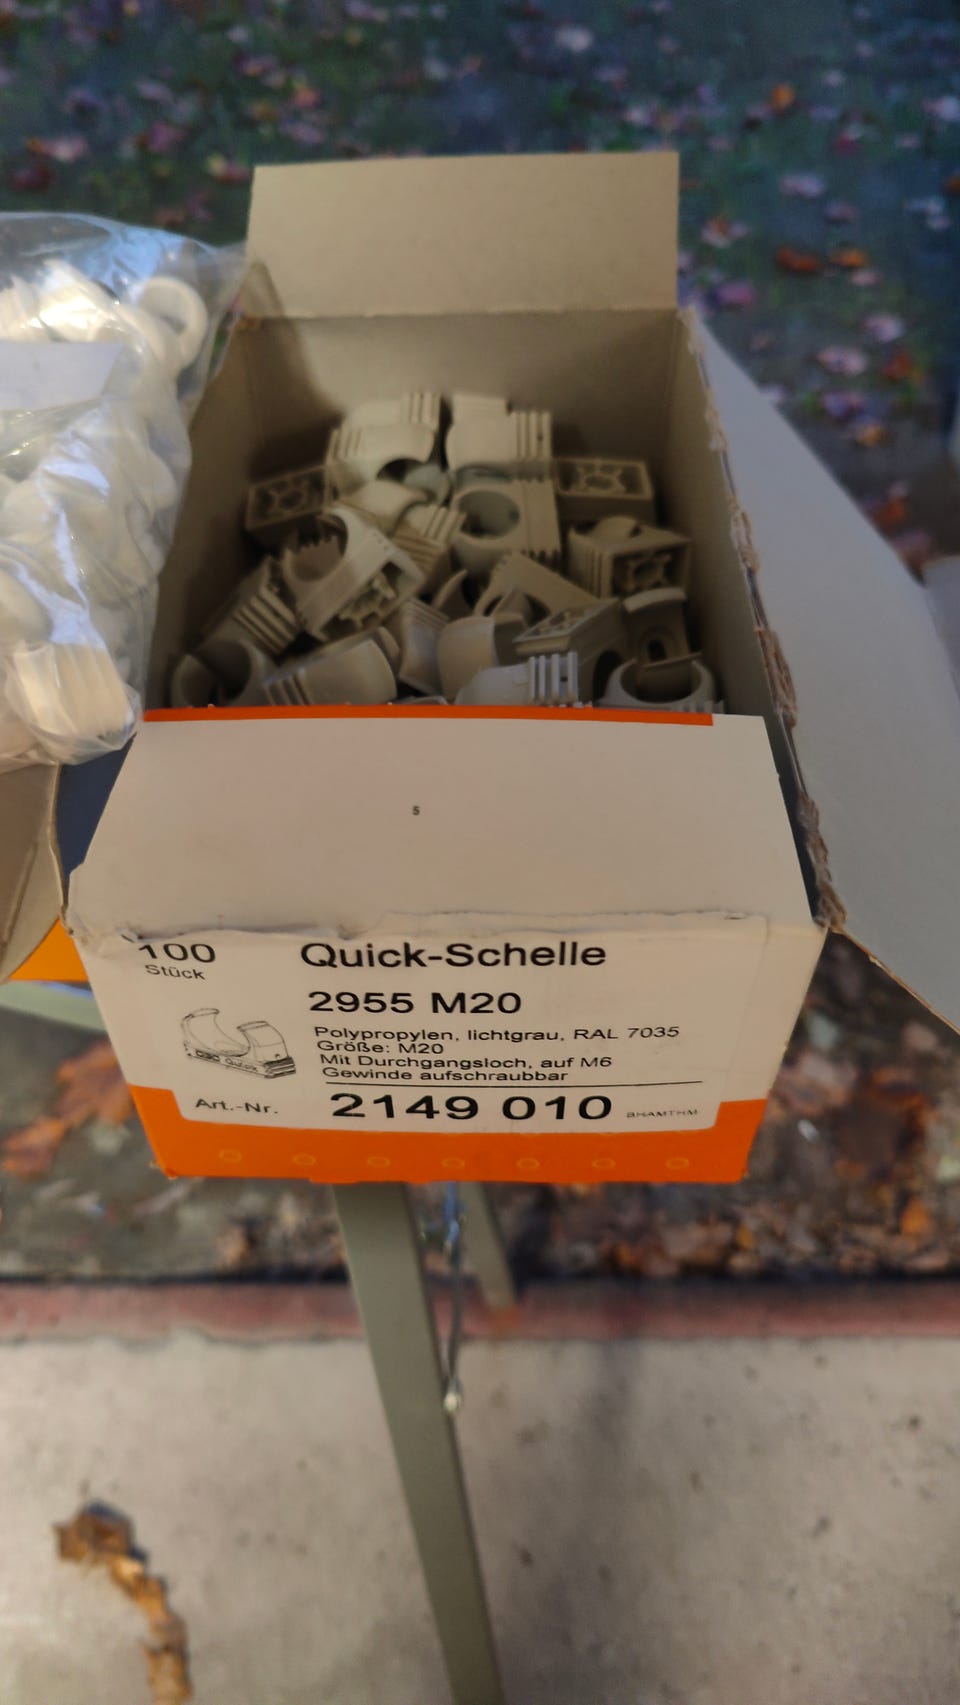 5
100
Stück
Quick-Schelle
2955 M20
Polypropylen, lichtgrau, RAL 7035
Größe: M20
Mit Durchgangsloch, auf M6
Gewinde aufschraubbar
Art.-Nr. 2149 010